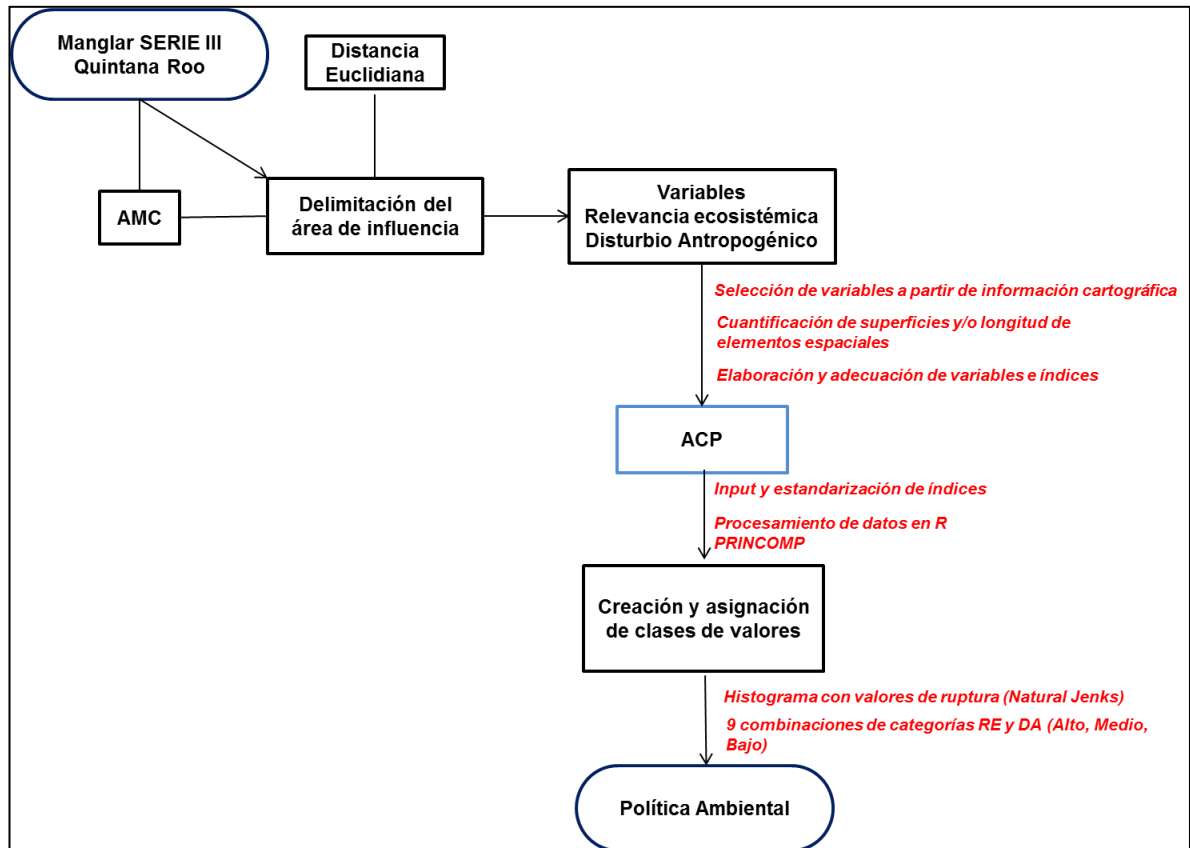 Manglar SERIE III
Quintana Roo
Distancia
Euclidiana
AMC
Delimitación del
área de influencia
Variables
Relevancia ecosistémica
Disturbio Antropogénico
Selección de variables a partir de información cartográfica
Cuantificación de superficies y/o longitud de
elementos espaciales
Elaboración y adecuación de variables e índices
ACP
Input y estandarización de índices
Procesamiento de datos en R
PRINCOMP
Creación y asignación
de clases de valores
Histograma con valores de ruptura (Natural Jenks)
9 combinaciones de categorías RE y DA (Alto, Medio,
Bajo)
Política Ambiental